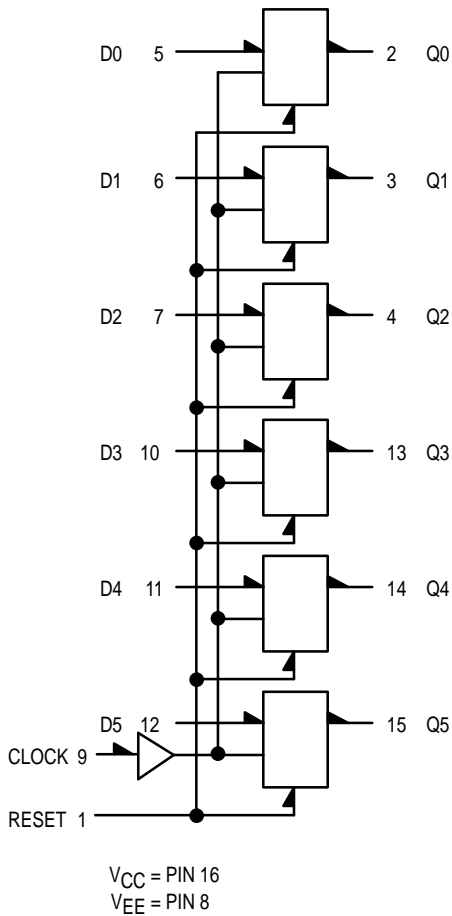 D0 5 2 Q0
D1 6 3 Q1
D2 7 4 Q2
D3 10 13 Q3
D4 11 14 Q4
D5 12 15 Q5
CLOCK 9
RESET 1
VCC = PIN 16
VEE = PIN 8